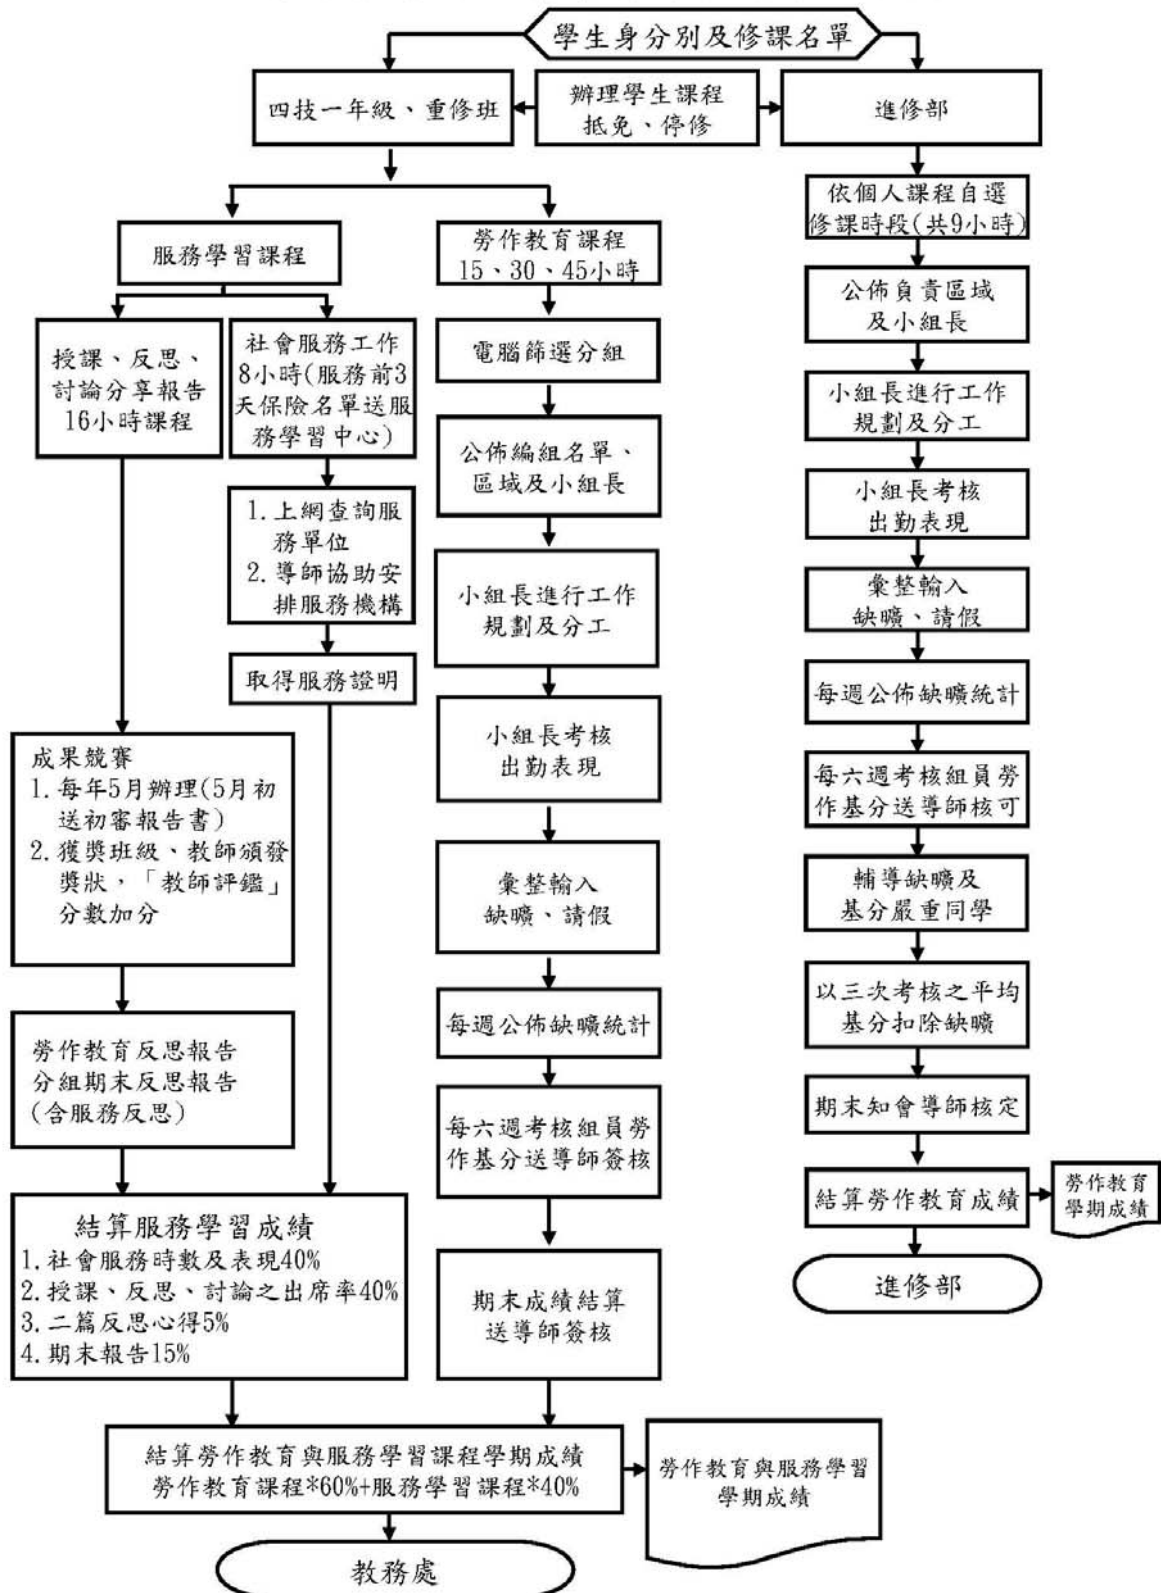 學生身分別及修課名單
四技一年級、重修班
辦理學生課程
抵免、停修
進修部
服務學習課程
授課、反思、
討論分享報告
16小時課程
社會服務工作
8小時(服務前3
天保險名單送服
務學習中心)
1.上網查詢服
務單位
2.導師協助安
排服務機構
取得服務證明
成果競賽
1.每年5月辦理(5月初
送初審報告書)
2.獲獎班級、教師頒發
獎狀，「教師評鑑」
分數加分
勞作教育反思報告
分組期末反思報告
(含服務反思)
結算服務學習成績
1.社會服務時數及表現40%
2.授課、反思、討論之出席率40%
3.二篇反思心得5%
4.期末報告15%
勞作教育課程
15、30、45小時
電腦篩選分組
公佈編組名單、
區域及小組長
小組長進行工作
規劃及分工
小組長考核
出勤表現
彙整輸入
缺曠、請假
每週公佈缺曠統計
每六週考核組員勞
作基分送導師簽核
期末成績結算
送導師簽核
結算勞作教育與服務學習課程學期成績
勞作教育課程*60%+服務學習課程*40%
勞作教育與服務學習
學期成績
教務處
依個人課程自選
修課時段(共9小時)
公佈負責區域
及小組長
小組長進行工作
規劃及分工
小組長考核
出勤表現
彙整輸入
缺曠、請假
每週公佈缺曠統計
每六週考核組員勞
作基分送導師核可
輔導缺曠及
基分嚴重同學
以三次考核之平均
基分扣除缺曠
期末知會導師核定
結算勞作教育成績
勞作教育
學期成績
進修部